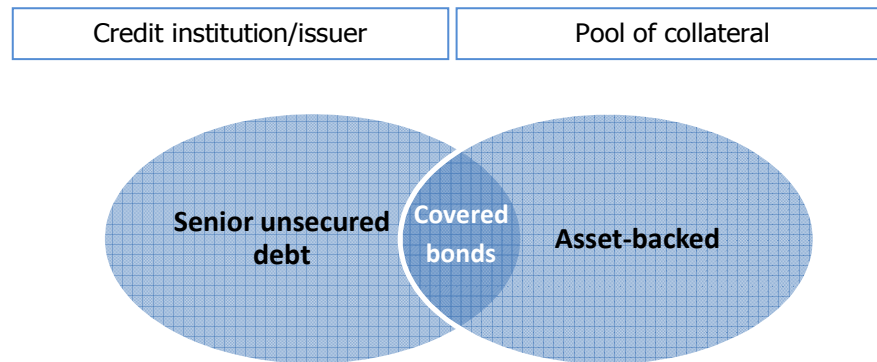 Credit institution/issuer
Pool of collateral
Senior unsecured
debt
Covered
bonds
Asset-backed